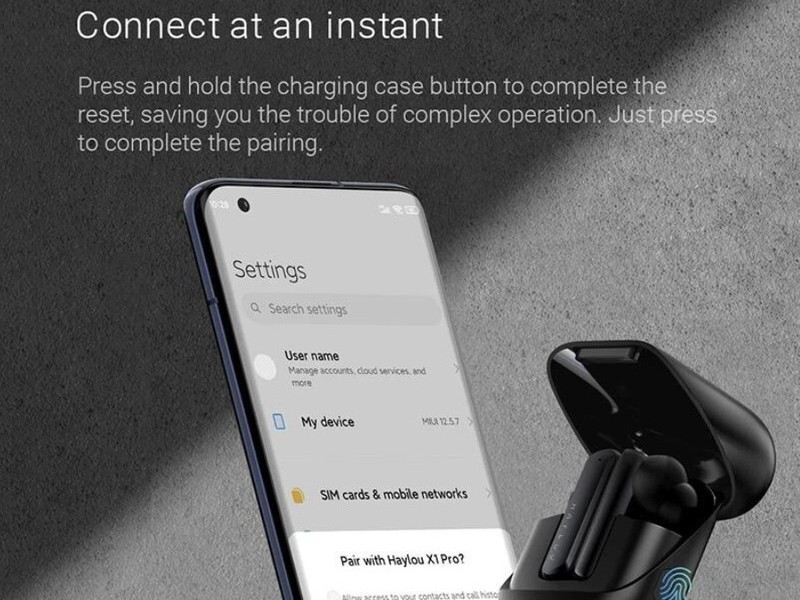 Connect at an instant
Press and hold the charging case button to complete the
reset, saving you the trouble of complex operation. Just press
to complete the pairing.
10:28
Settings
Search settings
User name
Manage accounts, cloud services, and
more
My device
MIUI 12.5.7
SIM cards & mobile networks
Pair with Haylou X1 Pro?
Allow access to your contacts and call
HAYLOU